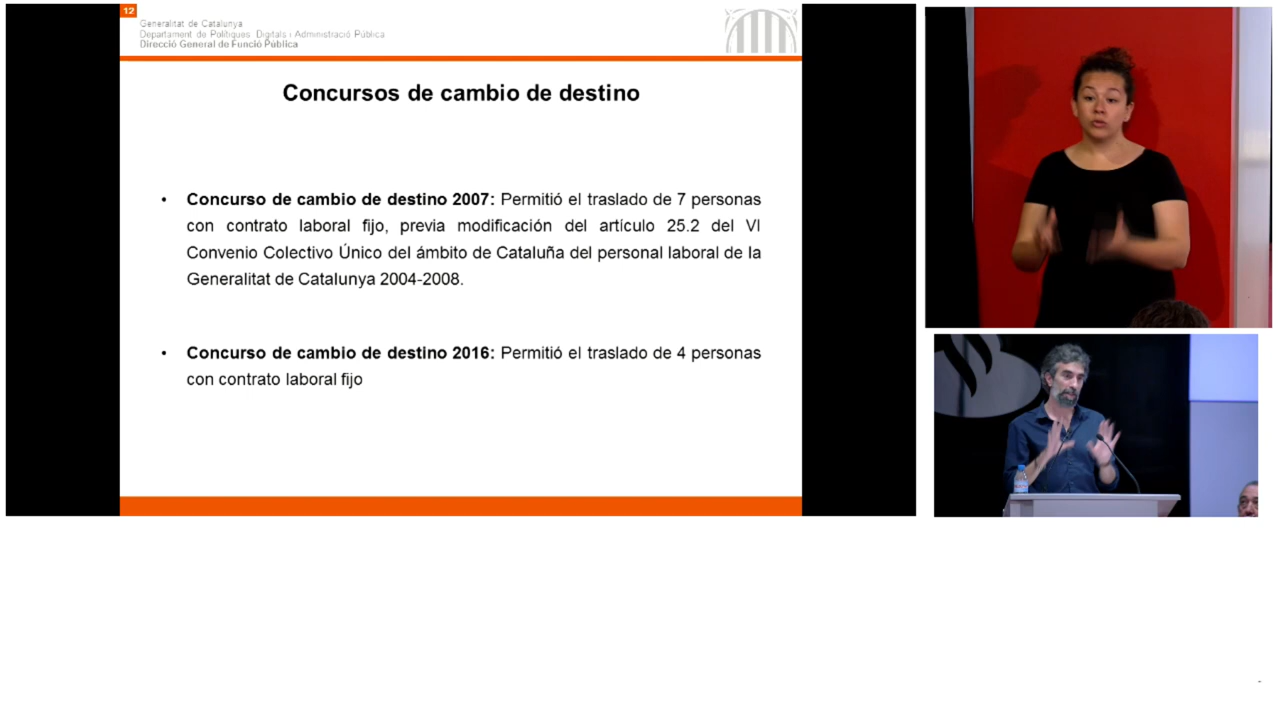 12
Generalitat de Catalunya
Departament de Polítiques Digitals i Administració Pública
Direcció General de Funció Pública
Concursos de cambio de destino
• Concurso de cambio de destino 2007: Permitió el traslado de 7 personas
con contrato laboral fijo, previa modificación del artículo 25.2 del VI
Convenio Colectivo Único del ámbito de Cataluña del personal laboral de la
Generalitat de Catalunya 2004-2008.
• Concurso de cambio de destino 2016: Permitió el traslado de 4 personas
con contrato laboral fijo